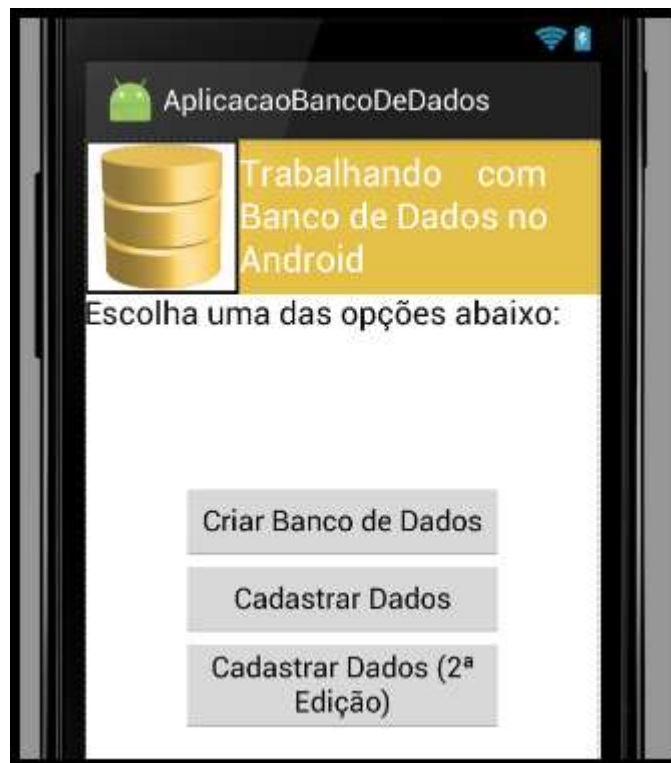 AplicacaoBancoDeDados
Trabalhando com
Banco de Dados no
Android
Escolha uma das opções abaixo:
Criar Banco de Dados
Cadastrar Dados
Cadastrar Dados (2ª
Edição)